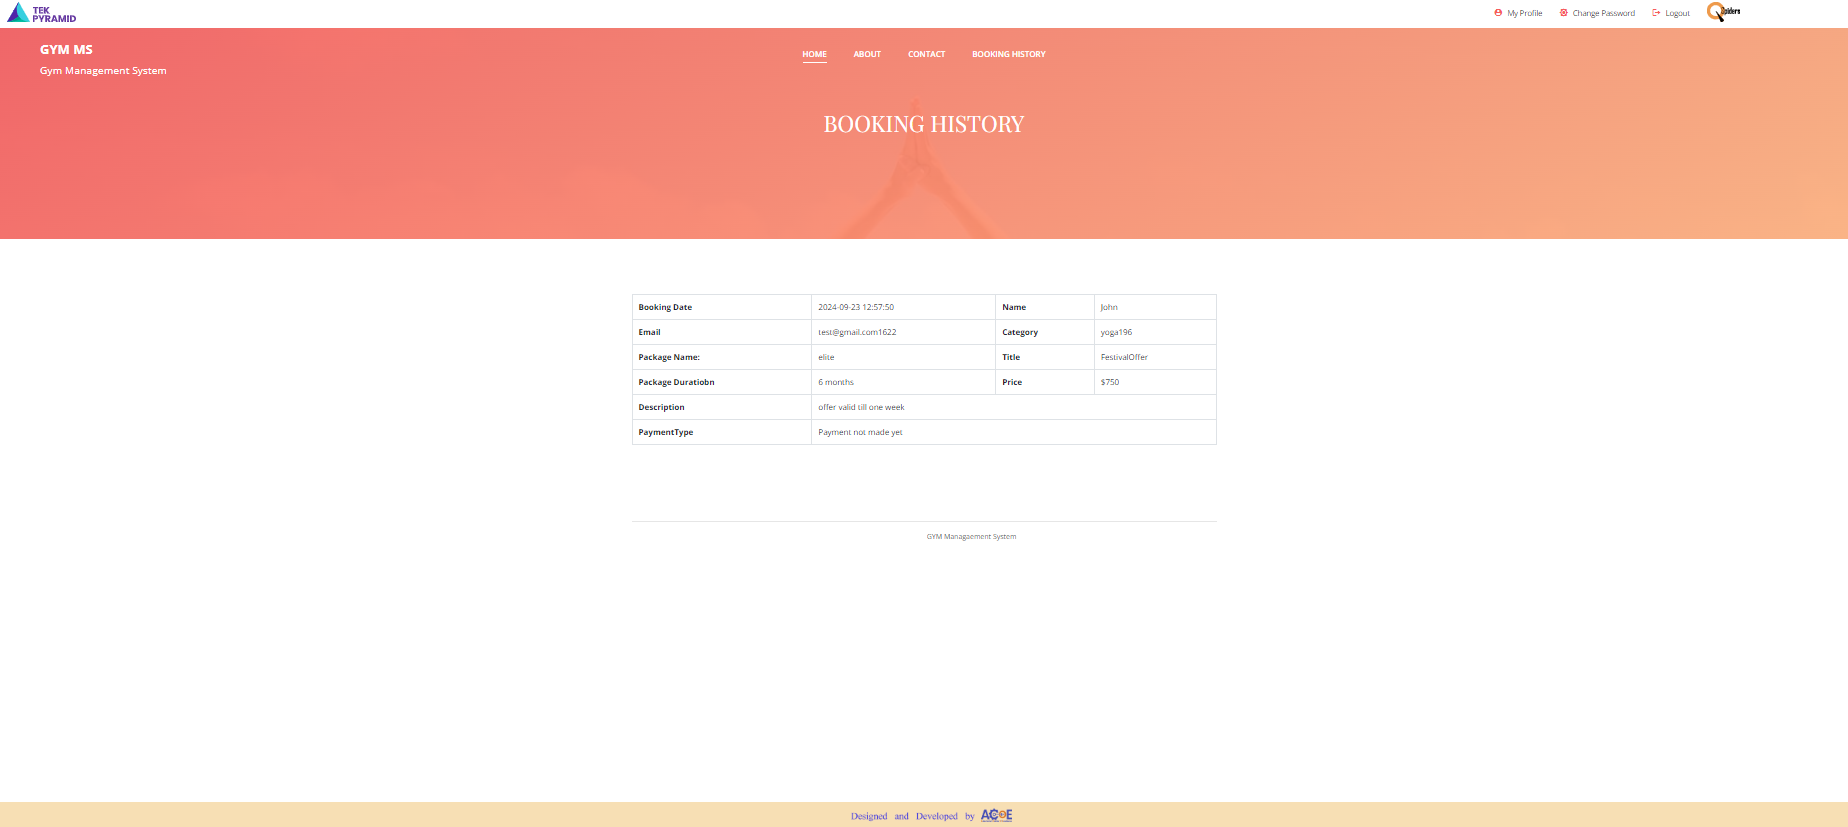 TEK
PYRAMID
My Profile Change Password Logout Qspiders
GYM MS
Gym Management System
HOME ABOUT CONTACT BOOKING HISTORY
BOOKING HISTORY
Booking Date 2024-09-23 12:57:50 Name John
Email test@gmail.com1622 Category yoga196
Package Name: elite Title FestivalOffer
Package Duratiobn 6 months Price $750
Description offer valid till one week
PaymentType Payment not made yet
GYM Managaement System
Designed and Developed by ACOE